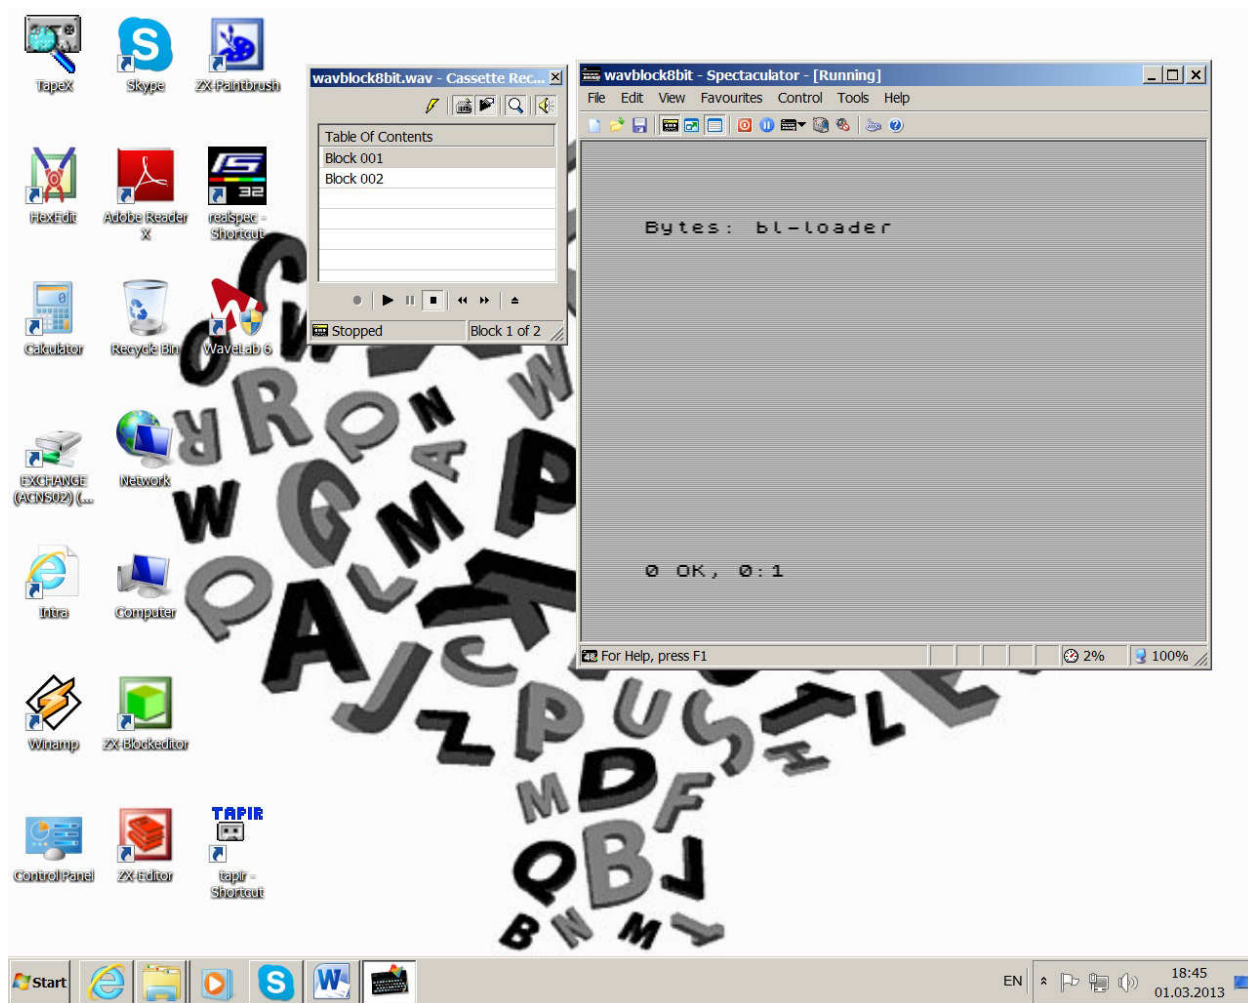 TapeX
Skype
ZX-Paintbrush
HexEdit
Adobe Reader
X
IS
32
realspec -
Shortcut
Calculator
Recycle Bin
WaveLab 6
EXCHANGE
(ACNS02) (...
Network
Intra
Computer
Winamp
ZX-Blockeditor
Control Panel
ZX-Editor
TAPIR
tapir -
Shortcut
wavblock8bit.wav - Cassette Rec...
Table Of Contents
Block 001
Block 002
Stopped
Block 1 of 2
wavblock8bit - Spectaculator - [Running]
File Edit View Favourites Control Tools Help
Bytes: bl-loader
0 OK, 0:1
For Help, press F1
2%
100%
Start
EN
18:45
01.03.2013